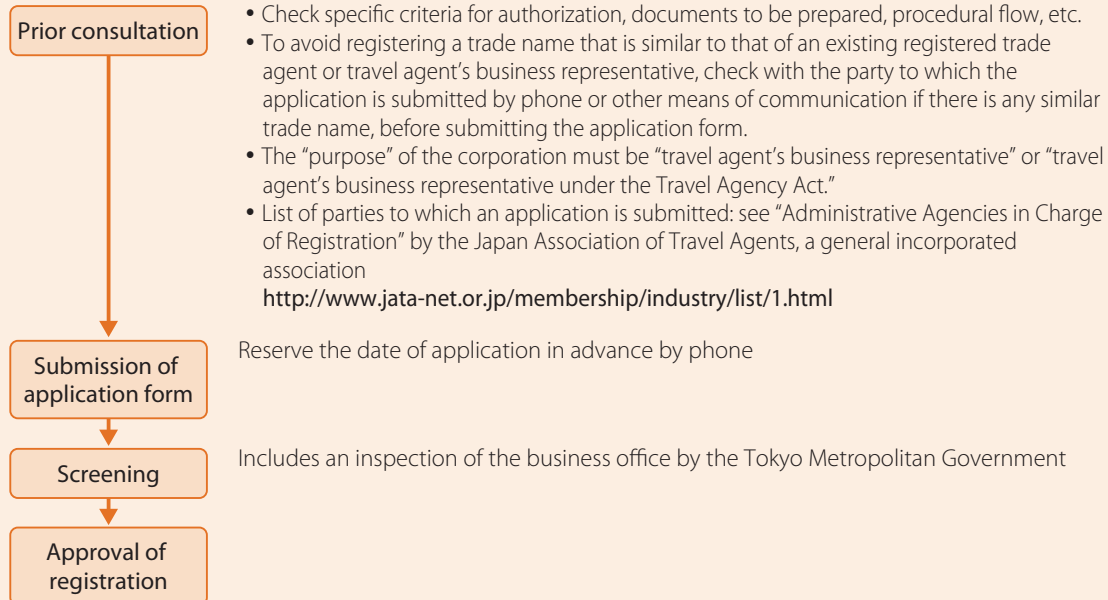 Prior consultation
• Check specific criteria for authorization, documents to be prepared, procedural flow, etc.
• To avoid registering a trade name that is similar to that of an existing registered trade
agent or travel agent's business representative, check with the party to which the
application is submitted by phone or other means of communication if there is any similar
trade name, before submitting the application form.
• The “purpose” of the corporation must be “travel agent’s business representative” or “travel
agent’s business representative under the Travel Agency Act.”
• List of parties to which an application is submitted: see “Administrative Agencies in Charge
of Registration” by the Japan Association of Travel Agents, a general incorporated
association
http://www.jata-net.or.jp/membership/industry/list/1.html
Submission of
application form
Reserve the date of application in advance by phone
Screening
Includes an inspection of the business office by the Tokyo Metropolitan Government
Approval of
registration